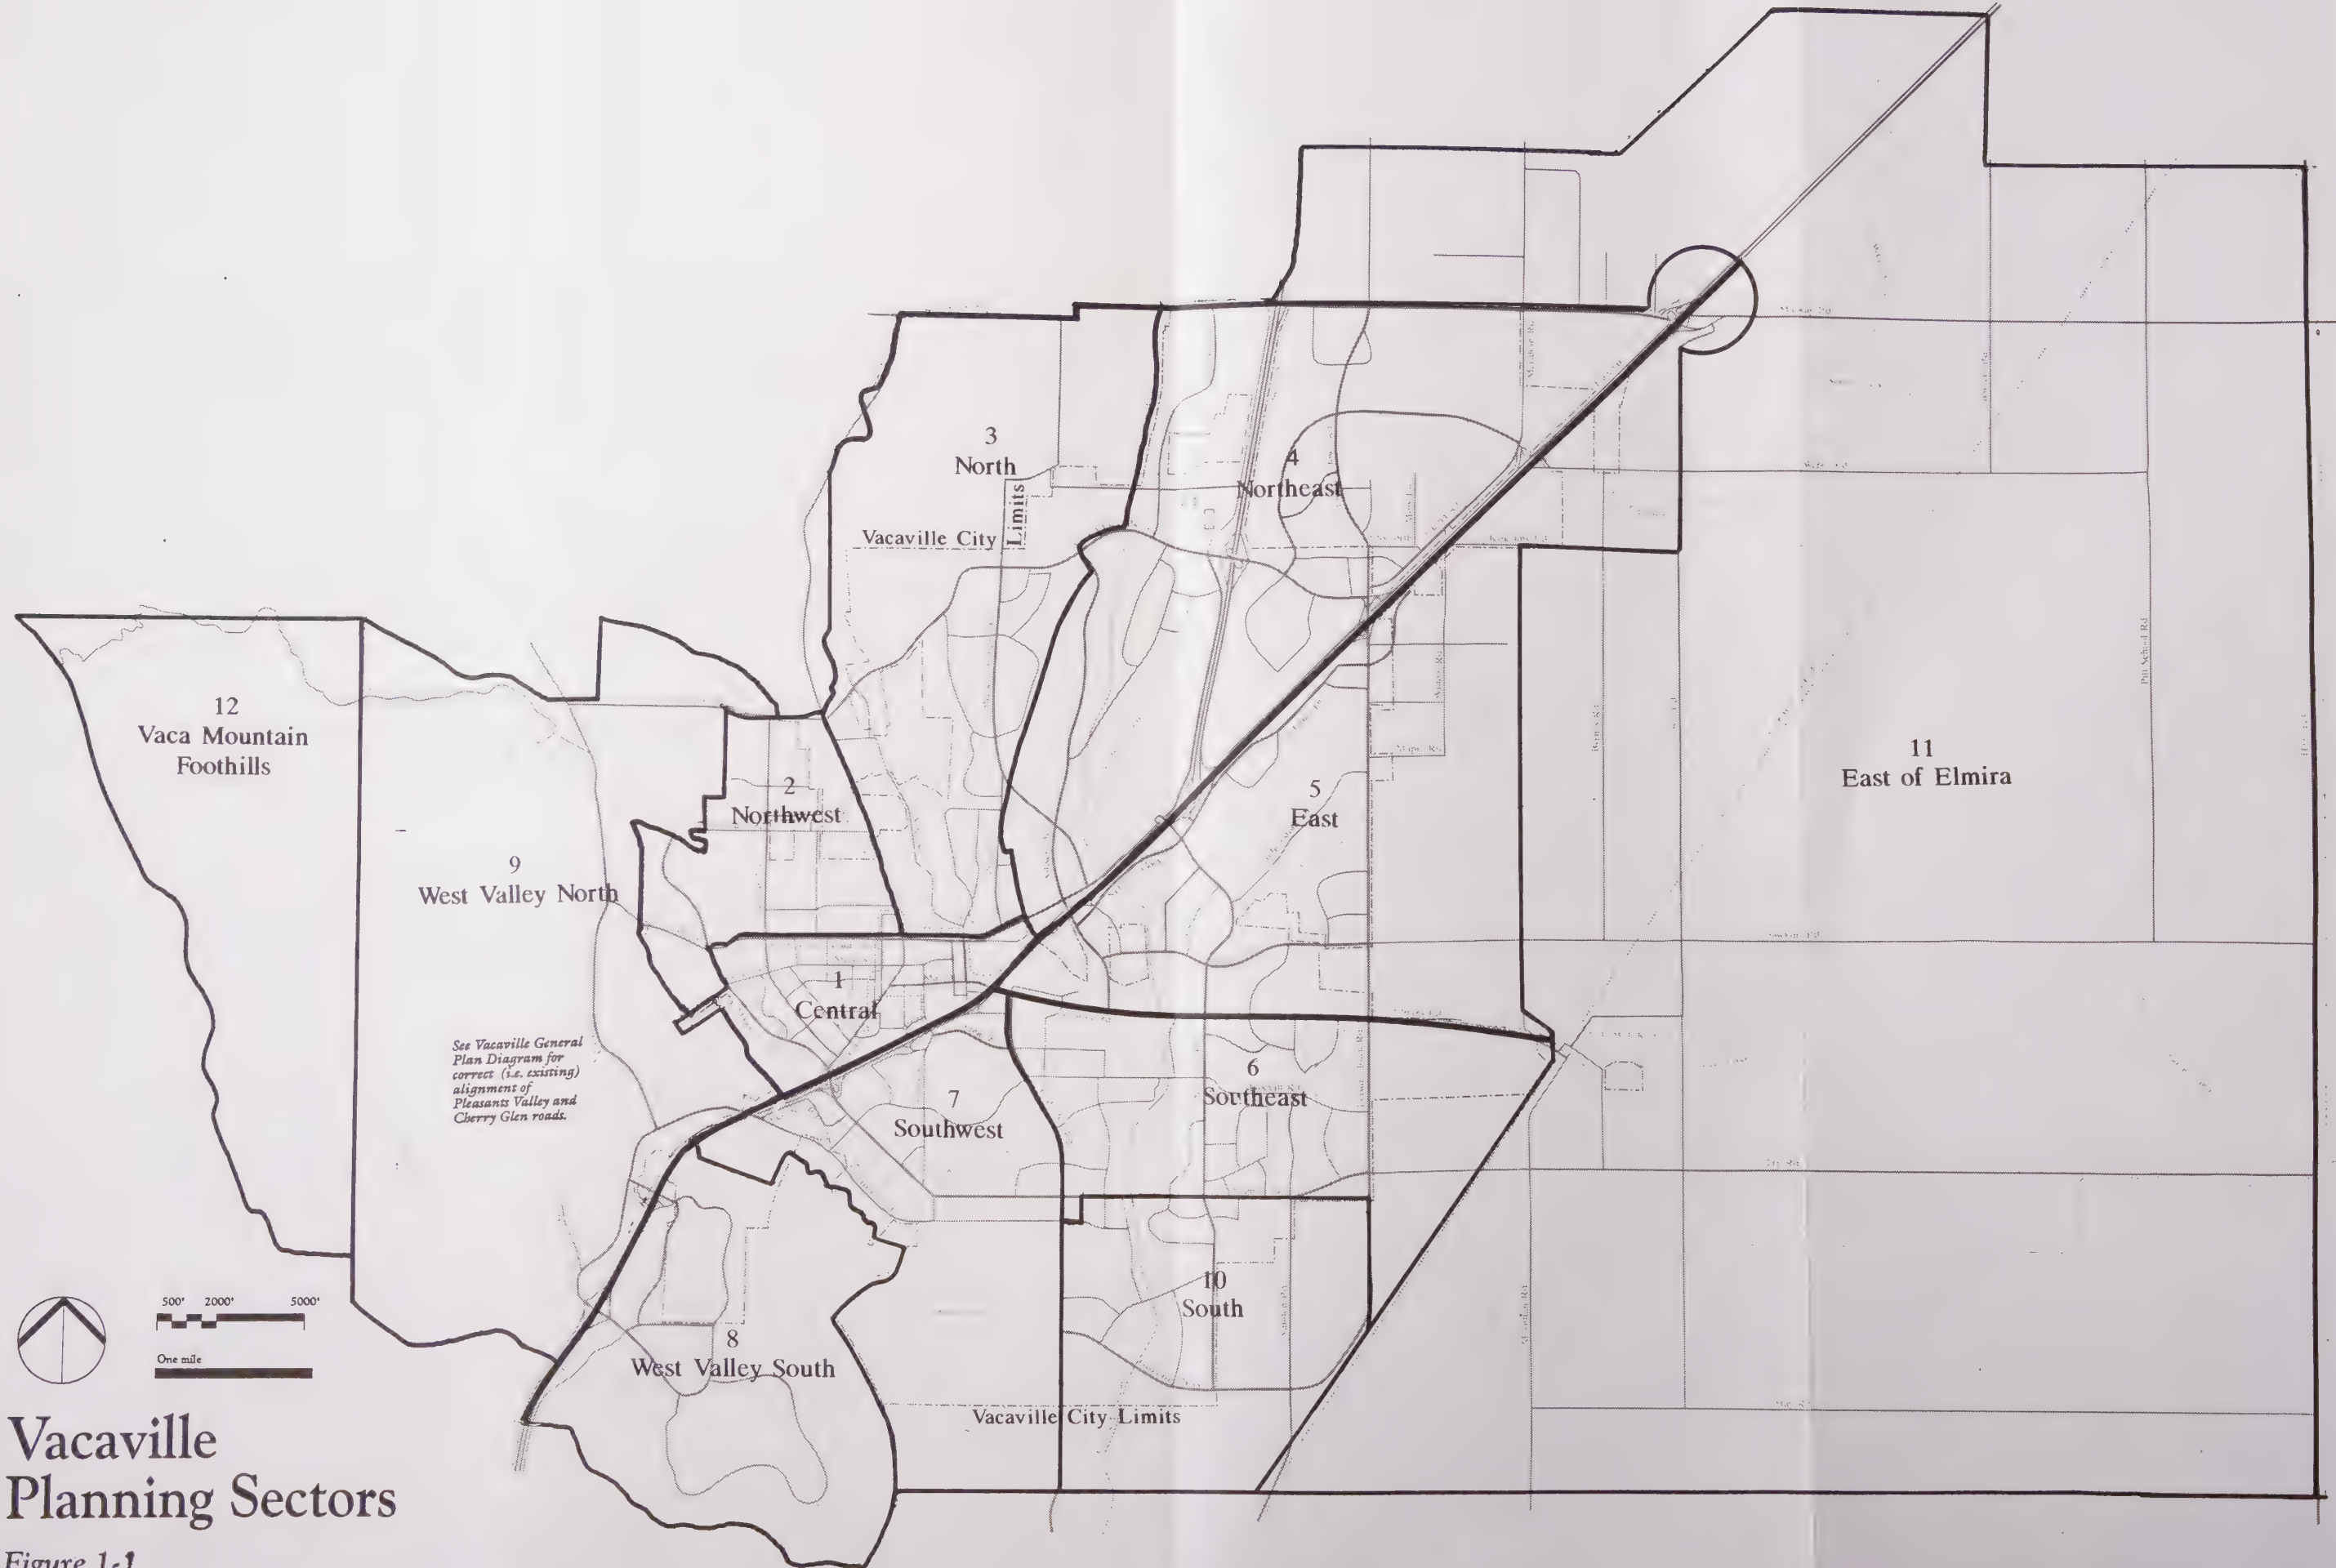 3
North
Limits
Vacaville City
4
Northeast
12
Vaca Mountain
Foothills
2
Northwest
5
East
11
East of Elmira
9
West Valley North
1
Central
See Vacaville General
Plan Diagram for
correct (i.e. existing)
alignment of
Pleasants Valley and
Cherry Glen roads.
6
Southeast
7
Southwest
10
South
8
West Valley South
Vacaville City Limits
500' 2000' 5000'
One mile
Vacaville
Planning Sectors
Figure 1-1